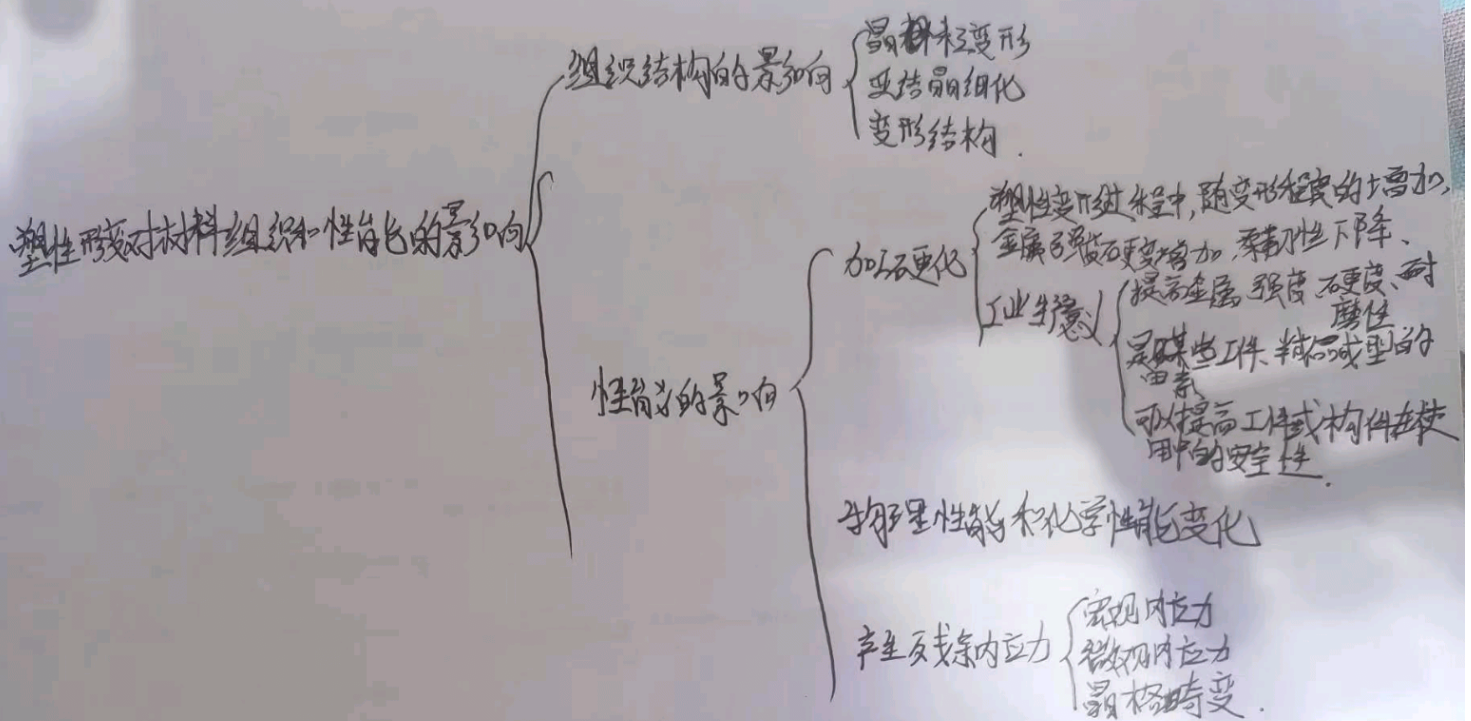 塑性形变对材料组织和性能的影响
组织结构的影响
晶粒变形
亚结晶细化
变形结构.
性能的影响
加工硬化
塑性变形过程中,随变形程度的增加,
金属强度硬度增加,柔韧性下降、
工业生产意义
提高金属强度、硬度、耐
磨性
是某些工件、半成品成型的
因素
可以提高工件或构件在使
用中的安全性.
物理性能和化学性能变化
产生残余内应力
宏观内应力
微观内应力
晶格畸变.